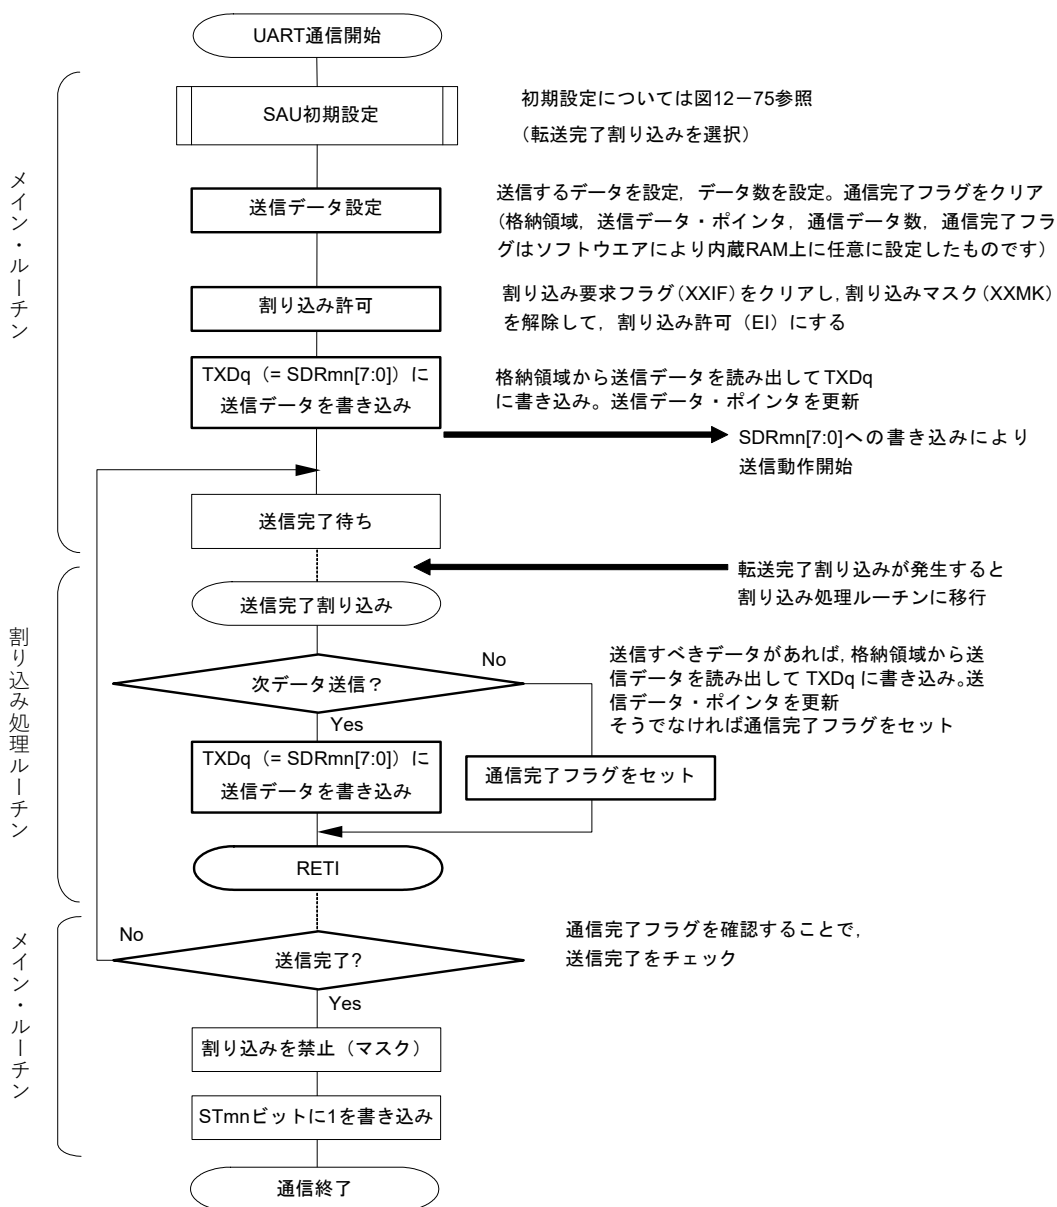 UART通信開始
SAU初期設定
初期設定については図12-75参照
(転送完了割り込みを選択)
メイン・ルーチン
送信データ設定
送信するデータを設定,データ数を設定。通信完了フラグをクリア
(格納領域,送信データ・ポインタ,通信データ数,通信完了フラ
グはソフトウエアにより内蔵RAM上に任意に設定したものです)
割り込み許可
割り込み要求フラグ(XXIF)をクリアし,割り込みマスク(XXMK)
を解除して,割り込み許可(EI)にする
TXDq(= SDRmn[7:0])に
送信データを書き込み
格納領域から送信データを読み出してTXDq
に書き込み。送信データ・ポインタを更新
SDRmn[7:0]への書き込みにより
送信動作開始
送信完了待ち
転送完了割り込みが発生すると
割り込み処理ルーチンに移行
割り込み処理ルーチン
送信完了割り込み
次データ送信?
No
Yes
送信すべきデータがあれば,格納領域から送
信データを読み出して TXDq に書き込み。送
信データ・ポインタを更新
そうでなければ通信完了フラグをセット
TXDq(= SDRmn[7:0])に
送信データを書き込み
通信完了フラグをセット
RETI
メイン・ルーチン
No
送信完了?
Yes
通信完了フラグを確認することで,
送信完了をチェック
割り込みを禁止(マスク)
STmnビットに1を書き込み
通信終了